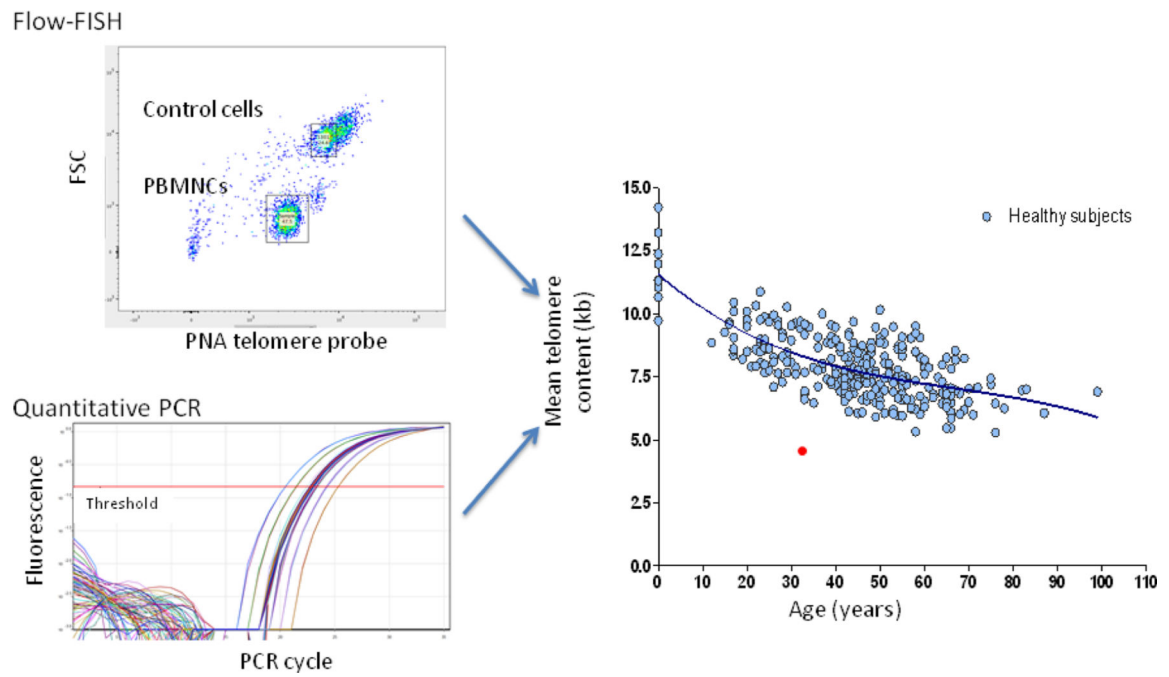 Flow-FISH
Control cells
PBMNCs
FSC
PNA telomere probe
Quantitative PCR
Threshold
Fluorescence
PCR cycle
Mean telomere
content (kb)
15.0
12.5
10.0
7.5
5.0
2.5
0.0
Healthy subjects
0 10 20 30 40 50 60 70 80 90 100 110
Age (years)